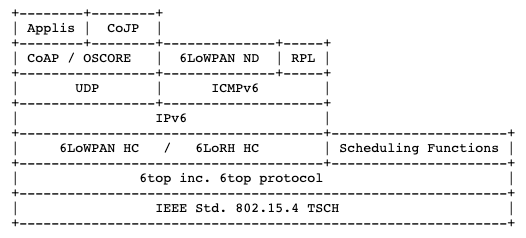 Applis | CoJP
CoAP / OSCORE | 6LoWPAN ND | RPL
UDP | ICMPv6
IPv6
6LoWPAN HC / 6LoRH HC | Scheduling Functions
6top inc. 6top protocol
IEEE Std. 802.15.4 TSCH